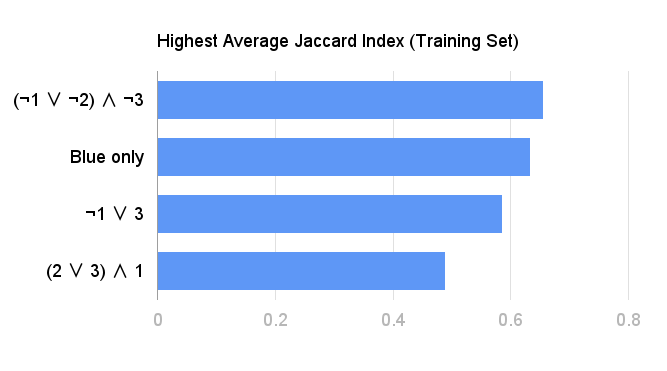 Highest Average Jaccard Index (Training Set)
(¬1 ∨ ¬2) ∧ ¬3
Blue only
¬1 ∨ 3
(2 ∨ 3) ∧ 1
0 0.2 0.4 0.6 0.8